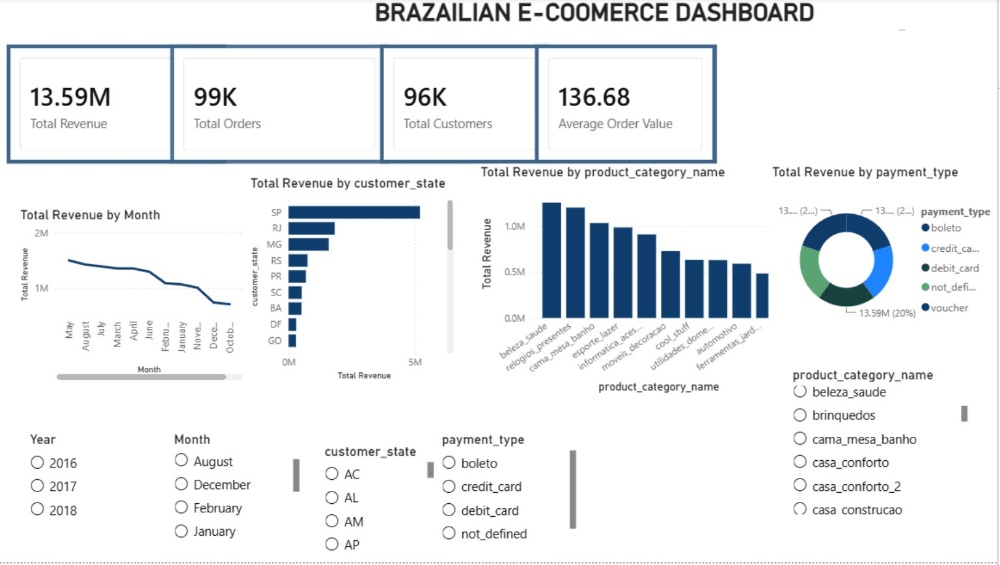 BRAZAILIAN E-COOMERCE DASHBOARD
13.59M
Total Revenue
99K
Total Orders
96K
Total Customers
136.68
Average Order Value
Total Revenue by Month
Total Revenue
2M
1M
May
August
July
March
April
June
Febru..
January
Nove..
Dece..
Octob..
Month
Total Revenue by customer_state
customer_state
SP
RJ
MG
RS
PR
SC
BA
DF
GO
0M
5M
Total Revenue
Total Revenue by product_category_name
Total Revenue
1.0M
0.5M
0.0M
beleza_saude
relogios_presentes
cama_mesa_banho
esporte_lazer
informatica_aces...
moveis_decoracao
cool_stuff
utilidades_dome...
automotivo
ferramentas_jard...
product_category_name
Total Revenue by payment_type
13.... (2...)
13.... (2...)
13.59M (20%)
payment_type
boleto
credit_ca...
debit_card
not_defi...
voucher
Year
2016
2017
2018
Month
August
December
February
January
customer_state
AC
AL
AM
AP
payment_type
boleto
credit_card
debit_card
not_defined
product_category_name
beleza_saude
brinquedos
cama_mesa_banho
casa_conforto
casa_conforto_2
casa_construcao